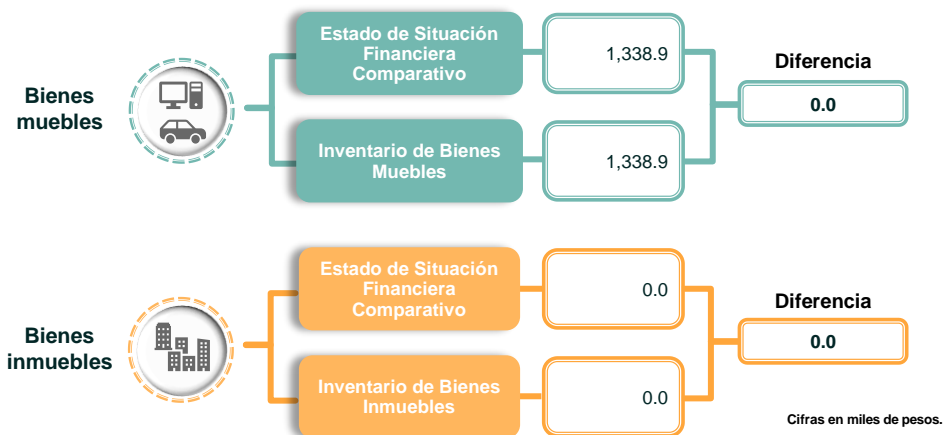 Bienes
muebles
Estado de Situación
Financiera
Comparativo
1,338.9
Inventario de Bienes
Muebles
1,338.9
Diferencia
0.0
Bienes
inmuebles
Estado de Situación
Financiera
Comparativo
0.0
Inventario de Bienes
Inmuebles
0.0
Diferencia
0.0
Cifras en miles de pesos.